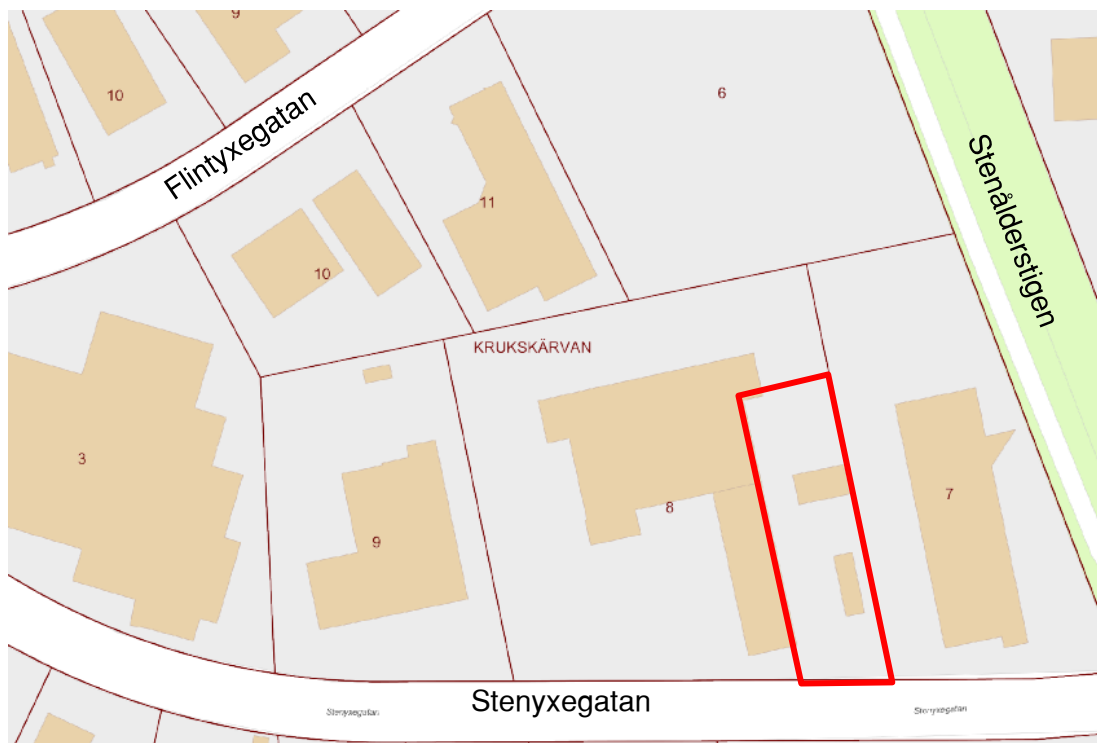 9
10
6
Flintyxegatan
Stenålderstigen
11
10
KRUKSKÄRVAN
3
7
8
9
Stenyxegatan
Stenyxegatan
Stenyxegatan